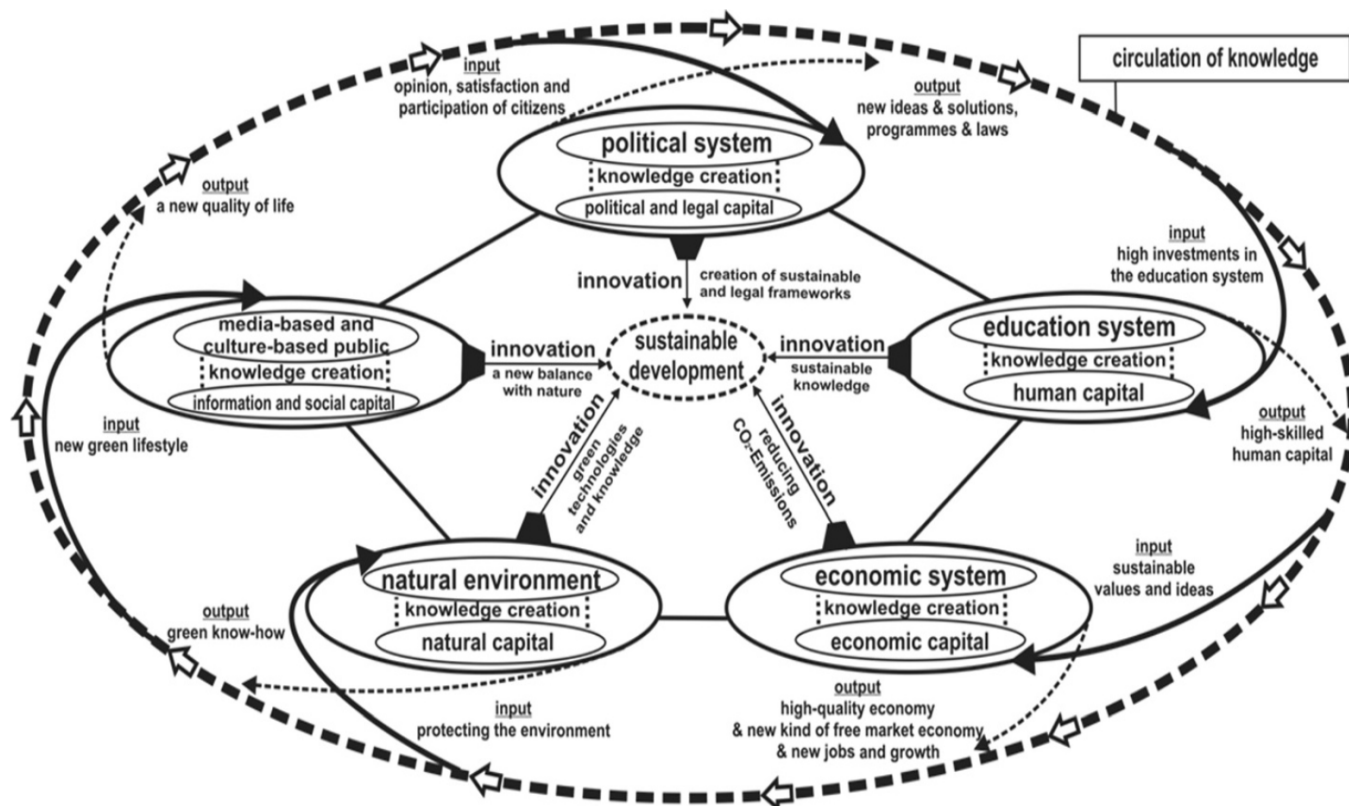 circulation of knowledge
input
opinion, satisfaction and
participation of citizens
output
new ideas & solutions,
programmes & laws
political system
knowledge creation
political and legal capital
innovation
creation of sustainable
and legal frameworks
output
a new quality of life
input
high investments in
the education system
media-based and
culture-based public
knowledge creation
information and social capital
innovation
a new balance
with nature
sustainable
development
innovation
sustainable
knowledge
education system
knowledge creation
human capital
input
new green lifestyle
output
high-skilled
human capital
innovation
green
technologies
and knowledge
innovation
reducing
CO₂-Emissions
natural environment
knowledge creation
natural capital
economic system
knowledge creation
economic capital
input
sustainable
values and ideas
output
green know-how
input
protecting the environment
output
high-quality economy
& new kind of free market economy
& new jobs and growth